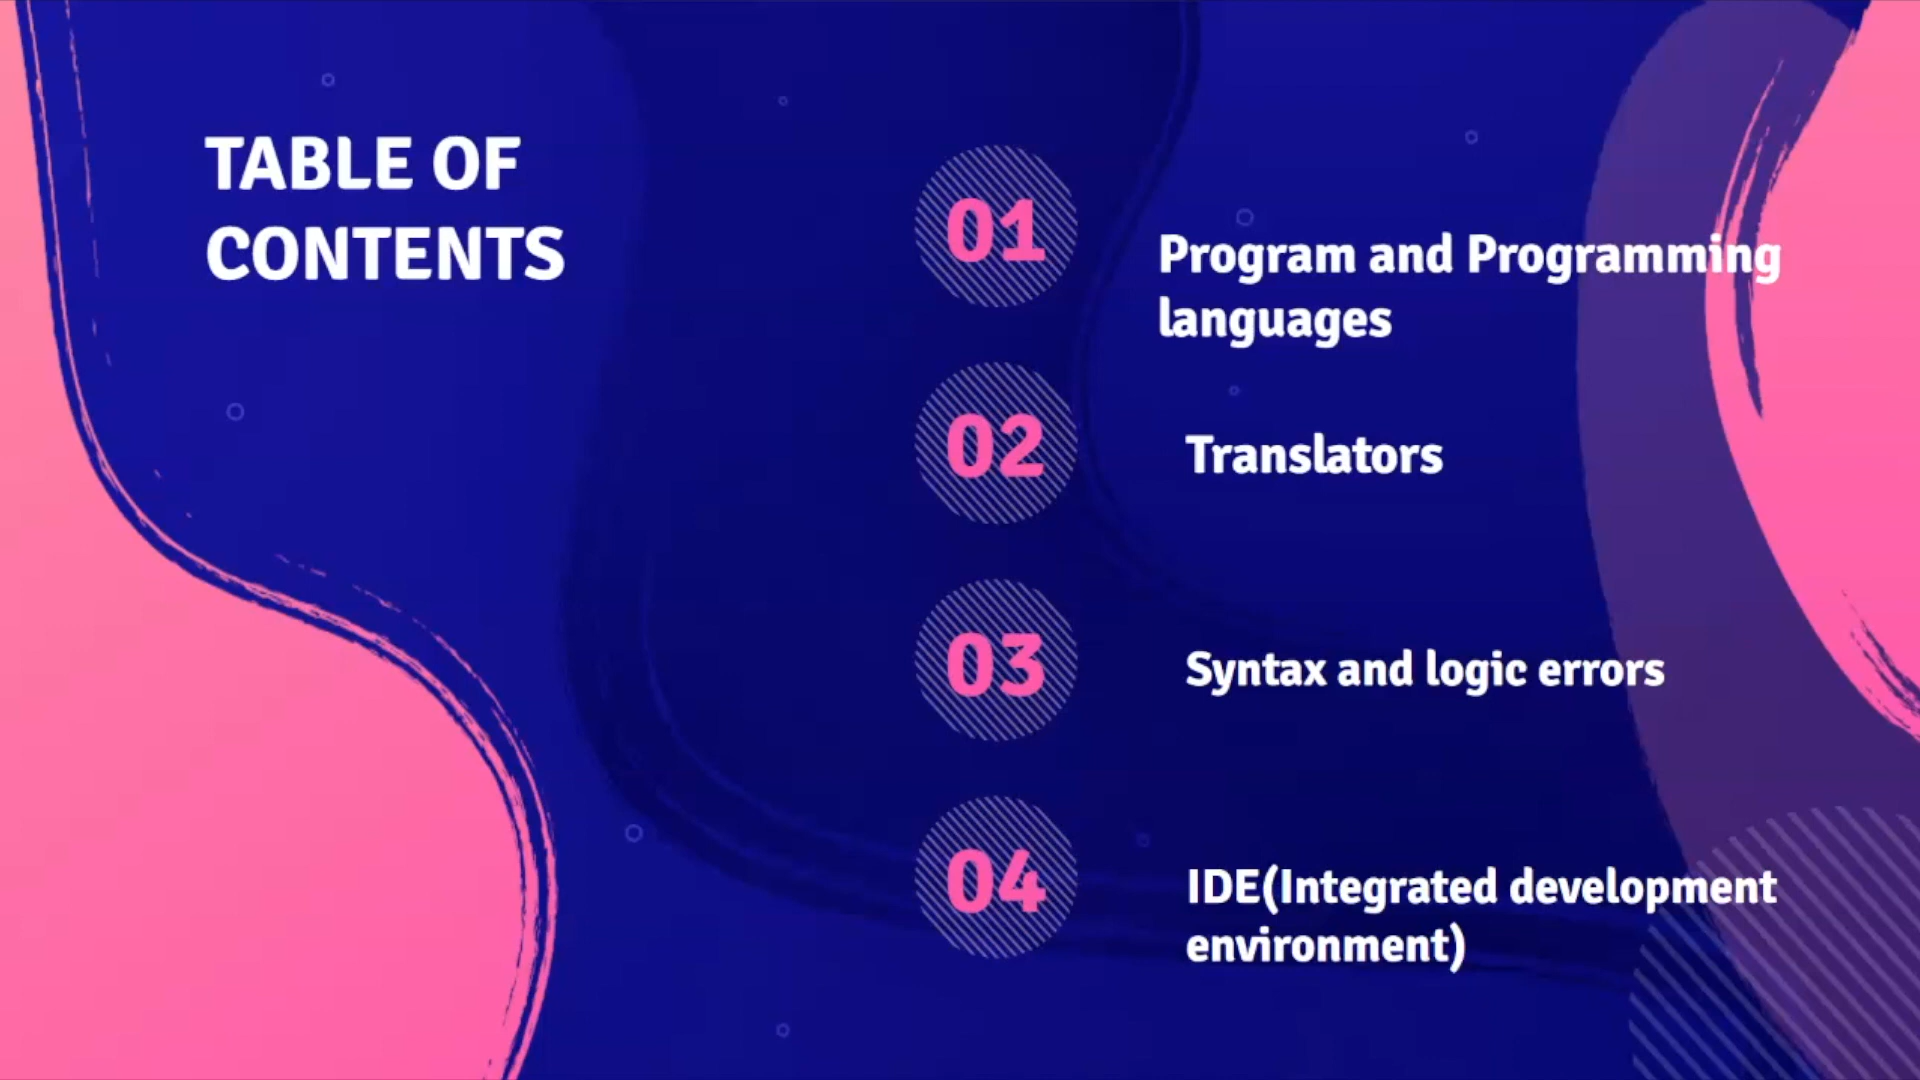 TABLE OF
CONTENTS
01
Program and Programming
languages
02
Translators
03
Syntax and logic errors
04
IDE(Integrated development
environment)